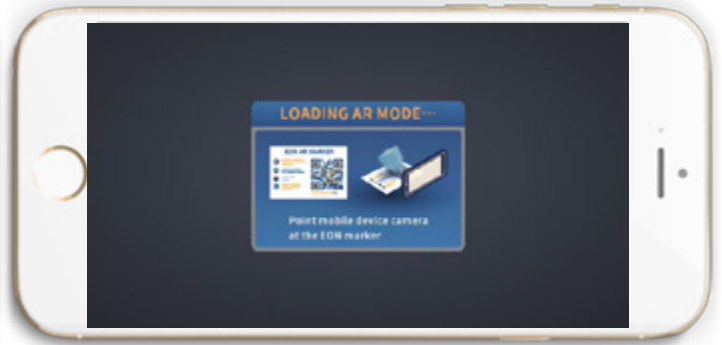 LOADING AR MODE...
EON AR MARKER
Point mobile device camera
at the EON marker